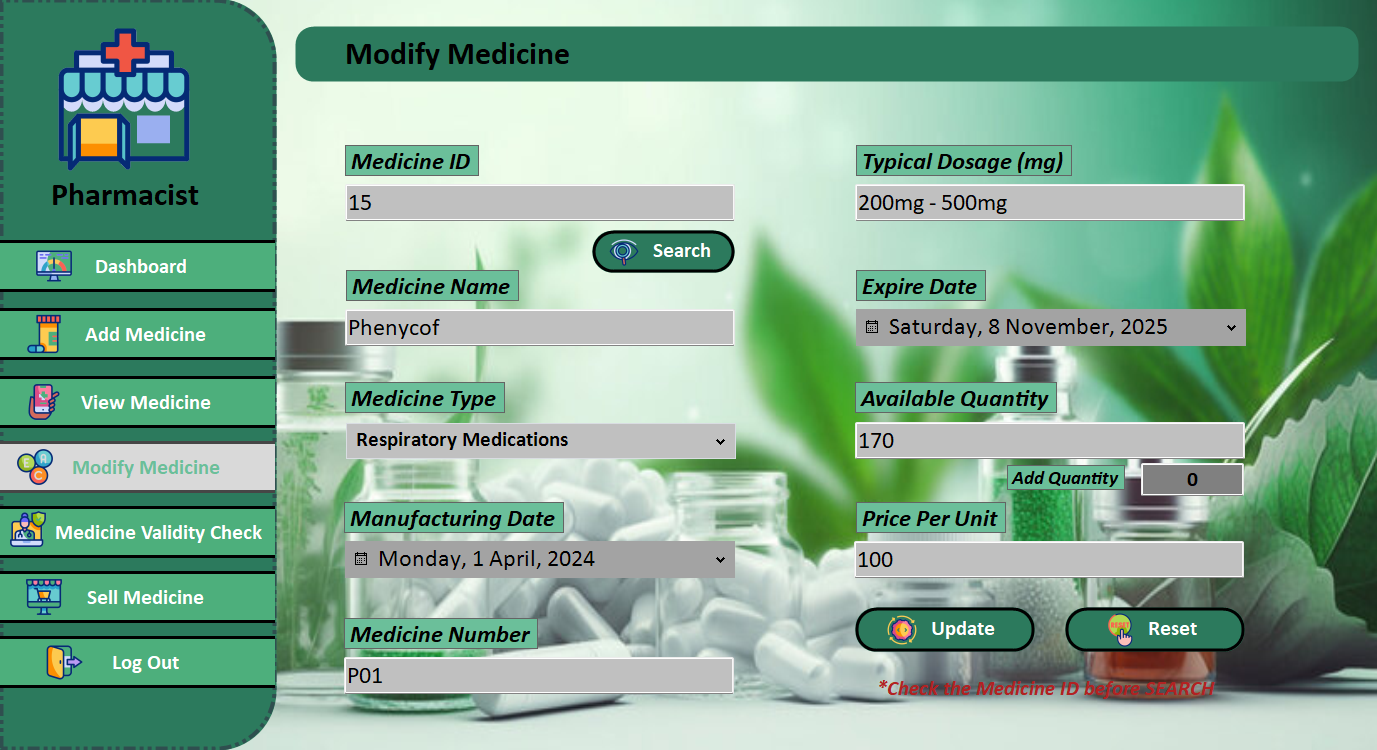 Pharmacist
Dashboard
Add Medicine
View Medicine
Modify Medicine
Medicine Validity Check
Sell Medicine
Log Out
Modify Medicine
Medicine ID
15
Search
Medicine Name
Phenycof
Medicine Type
Respiratory Medications
Manufacturing Date
Monday, 1 April, 2024
Medicine Number
P01
Typical Dosage (mg)
200mg - 500mg
Expire Date
Saturday, 8 November, 2025
Available Quantity
170
Add Quantity 0
Price Per Unit
100
Update
RESET
Reset
*Check the Medicine ID before SEARCH